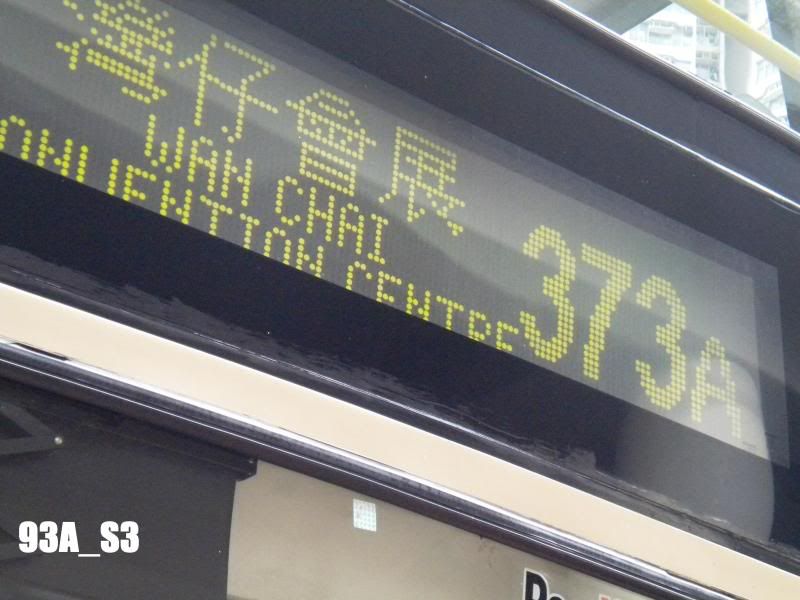 灣仔會展
WAN CHAI
CONVENTION CENTRE
373A
93A_S3